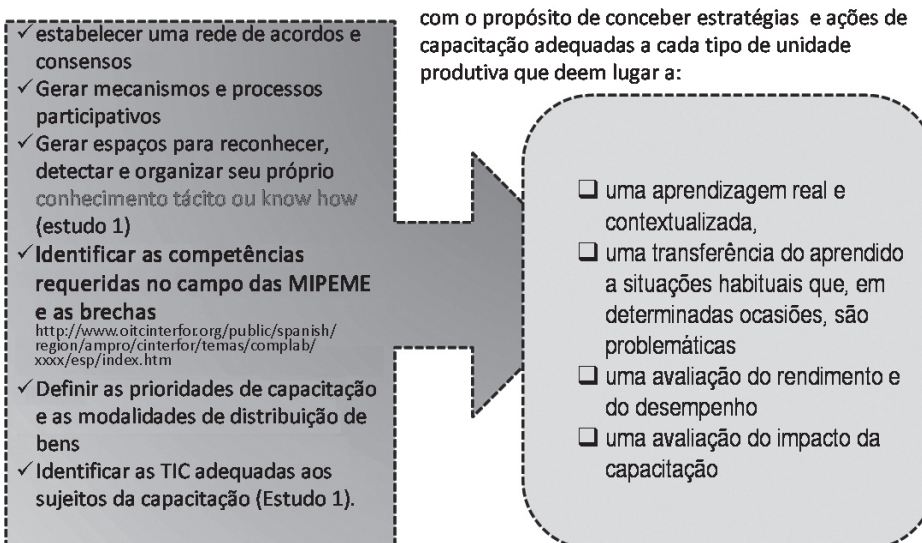 ✓ estabelecer uma rede de acordos e
consensos
✓ Gerar mecanismos e processos
participativos
✓ Gerar espaços para reconhecer,
detectar e organizar seu próprio
conhecimento tácito ou know how
(estudo 1)
✓ Identificar as competências
requeridas no campo das MIPEME
e as brechas
http://www.oitcinterfor.org/public/spanish/
region/ampro/cinterfor/temas/complab/
xxxx/esp/index.htm
✓ Definir as prioridades de capacitação
e as modalidades de distribuição de
bens
✓ Identificar as TIC adequadas aos
sujeitos da capacitação (Estudo 1).
com o propósito de conceber estratégias e ações de
capacitação adequadas a cada tipo de unidade
produtiva que deem lugar a:
❑ uma aprendizagem real e
contextualizada,
❑ uma transferência do aprendido
a situações habituais que, em
determinadas ocasiões, são
problemáticas
❑ uma avaliação do rendimento e
do desempenho
❑ uma avaliação do impacto da
capacitação